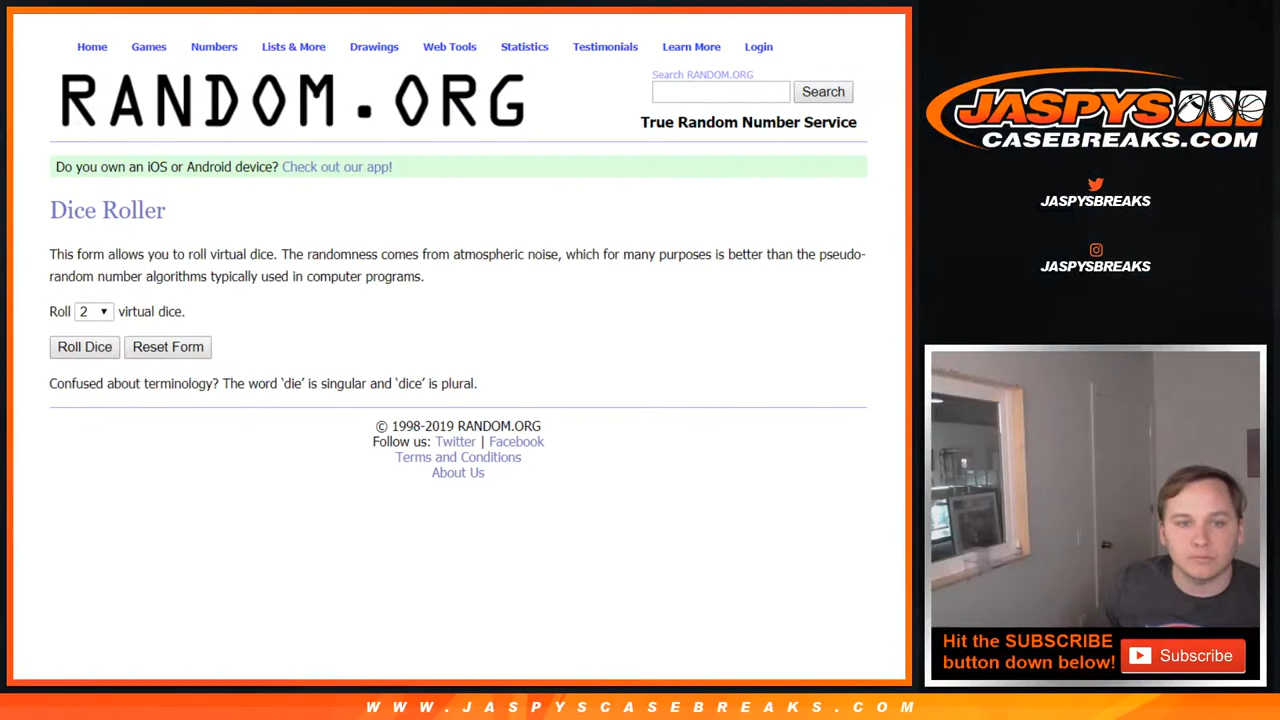 Home Games Numbers Lists & More Drawings Web Tools Statistics Testimonials Learn More Login
RANDOM.ORG
Search RANDOM.ORG
Search
True Random Number Service
Do you own an iOS or Android device? Check out our app!
Dice Roller
This form allows you to roll virtual dice. The randomness comes from atmospheric noise, which for many purposes is better than the pseudo-
random number algorithms typically used in computer programs.
Roll 2 virtual dice.
Roll Dice Reset Form
Confused about terminology? The word ‘die’ is singular and ‘dice’ is plural.
© 1998-2019 RANDOM.ORG
Follow us: Twitter | Facebook
Terms and Conditions
About Us
JASPYS
CASEBREAKS.COM
JASPYSBREAKS
JASPYSBREAKS
Hit the SUBSCRIBE
button down below!
Subscribe
WWW.JASPYSCASEBREAKS.COM